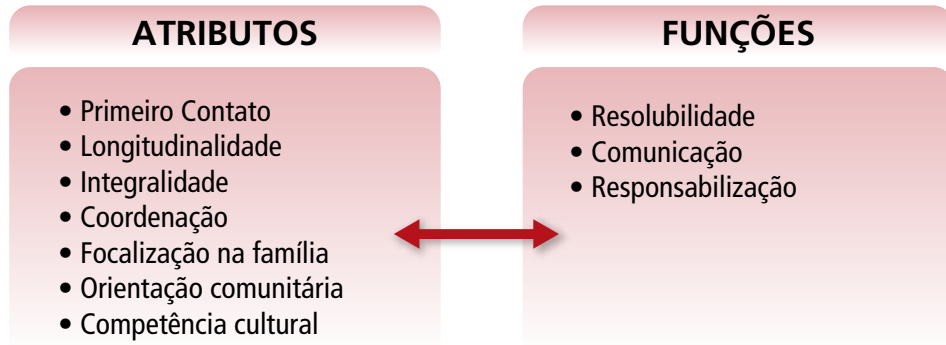 ATRIBUTOS
• Primeiro Contato
• Longitudinalidade
• Integralidade
• Coordenação
• Focalização na família
• Orientação comunitária
• Competência cultural
FUNÇÕES
• Resolubilidade
• Comunicação
• Responsabilização